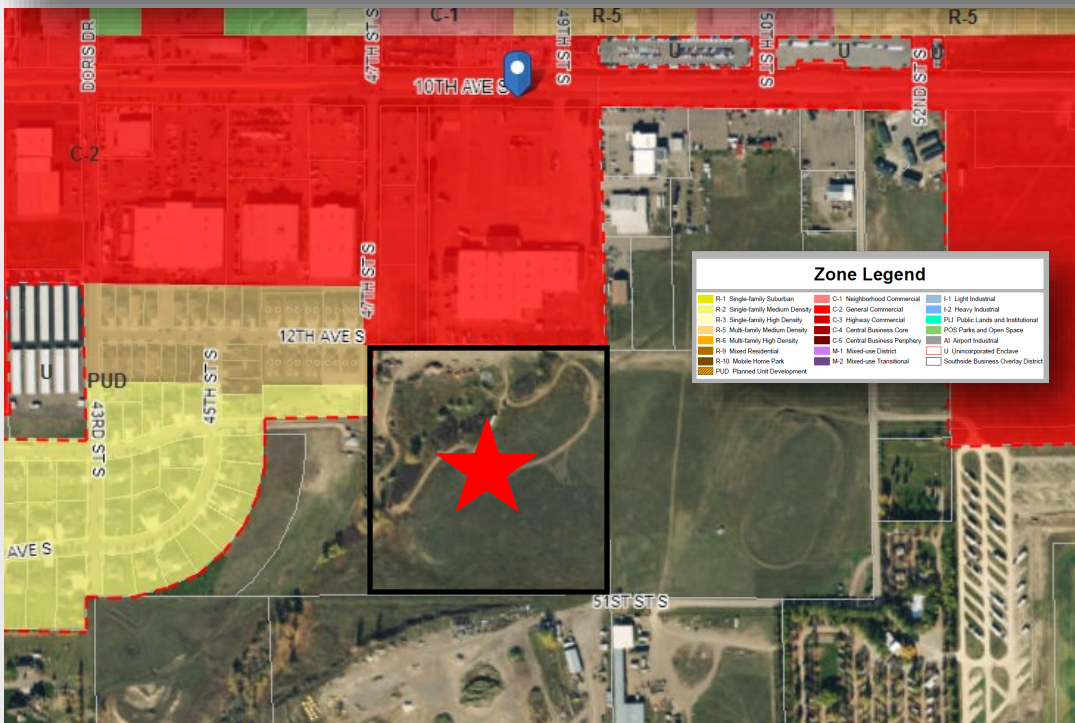 C-1
R-5
R-5
DORIS DR
47TH ST S
49TH ST S
50TH ST S
52ND ST S
U
U
U
10TH AVE S
C-2
47TH ST S
12TH AVE S
45TH ST S
U
PUD
43RD ST S
AVE S
51ST ST S
Zone Legend
R-1 Single-family Suburban
R-2 Single-family Medium Density
R-3 Single-family High Density
R-5 Multi-family Medium Density
R-6 Multi-family High Density
R-9 Mixed Residential
R-10 Mobile Home Park
PUD Planned Unit Development
C-1 Neighborhood Commercial
C-2 General Commercial
C-3 Highway Commercial
C-4 Central Business Core
C-5 Central Business Periphery
M-1 Mixed-use District
M-2 Mixed-use Transitional
I-1 Light Industrial
I-2 Heavy Industrial
PLI Public Lands and Institutional
POS Parks and Open Space
AI Airport Industrial
U Unincorporated Enclave
Southside Business Overlay District